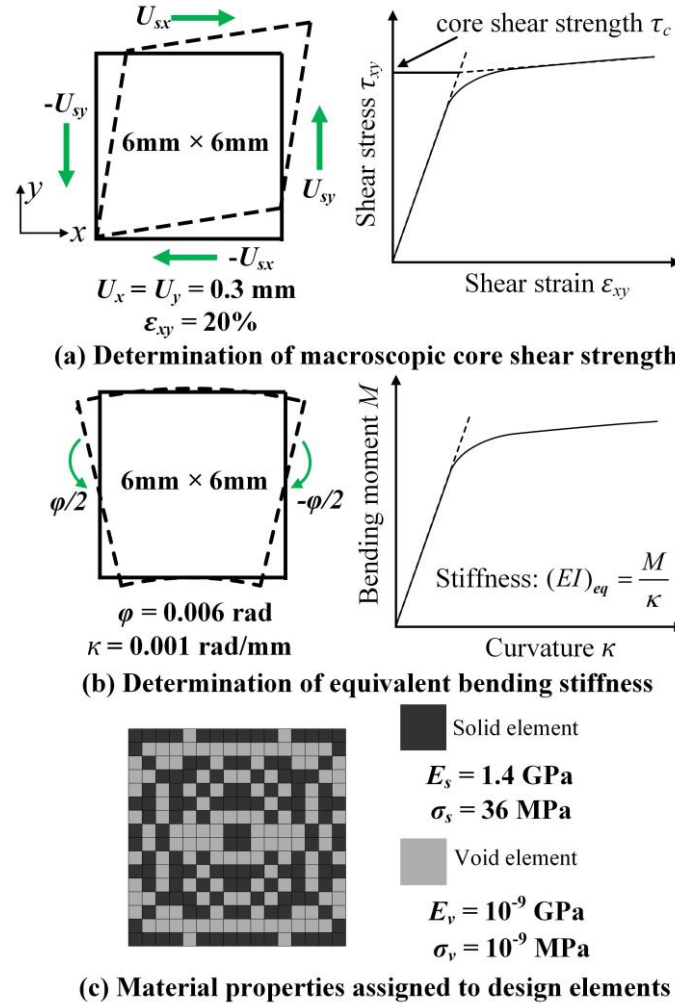 U_sx
core shear strength τ_c
-U_sy
6mm × 6mm
U_sy
y
x
-U_sx
Shear stress τ_xy
Shear strain ε_xy
U_x = U_y = 0.3 mm
ε_xy = 20%
(a) Determination of macroscopic core shear strength
6mm × 6mm
φ/2
-φ/2
φ = 0.006 rad
κ = 0.001 rad/mm
Bending moment M
Stiffness: (EI)_eq = M/κ
Curvature κ
(b) Determination of equivalent bending stiffness
Solid element
E_s = 1.4 GPa
σ_s = 36 MPa
Void element
E_v = 10^-9 GPa
σ_v = 10^-9 MPa
(c) Material properties assigned to design elements